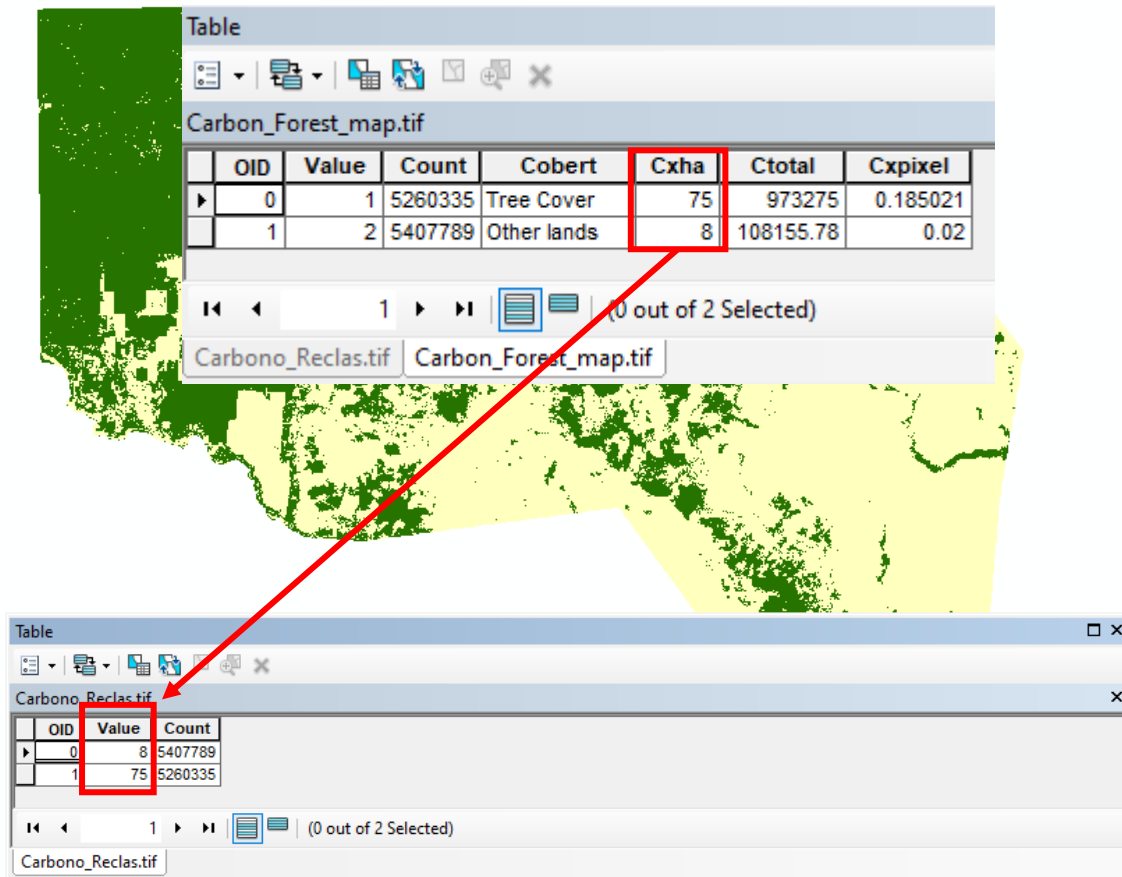 Table
Carbon_Forest_map.tif
OID Value Count Cobert Cxha Ctotal Cxpixel
0 1 5260335 Tree Cover 75 973275 0.185021
1 2 5407789 Other lands 8 108155.78 0.02
1 (0 out of 2 Selected)
Carbono_Reclas.tif Carbon_Forest_map.tif
Table
Carbono_Reclas.tif
OID Value Count
0 8 5407789
1 75 5260335
1 (0 out of 2 Selected)
Carbono_Reclas.tif